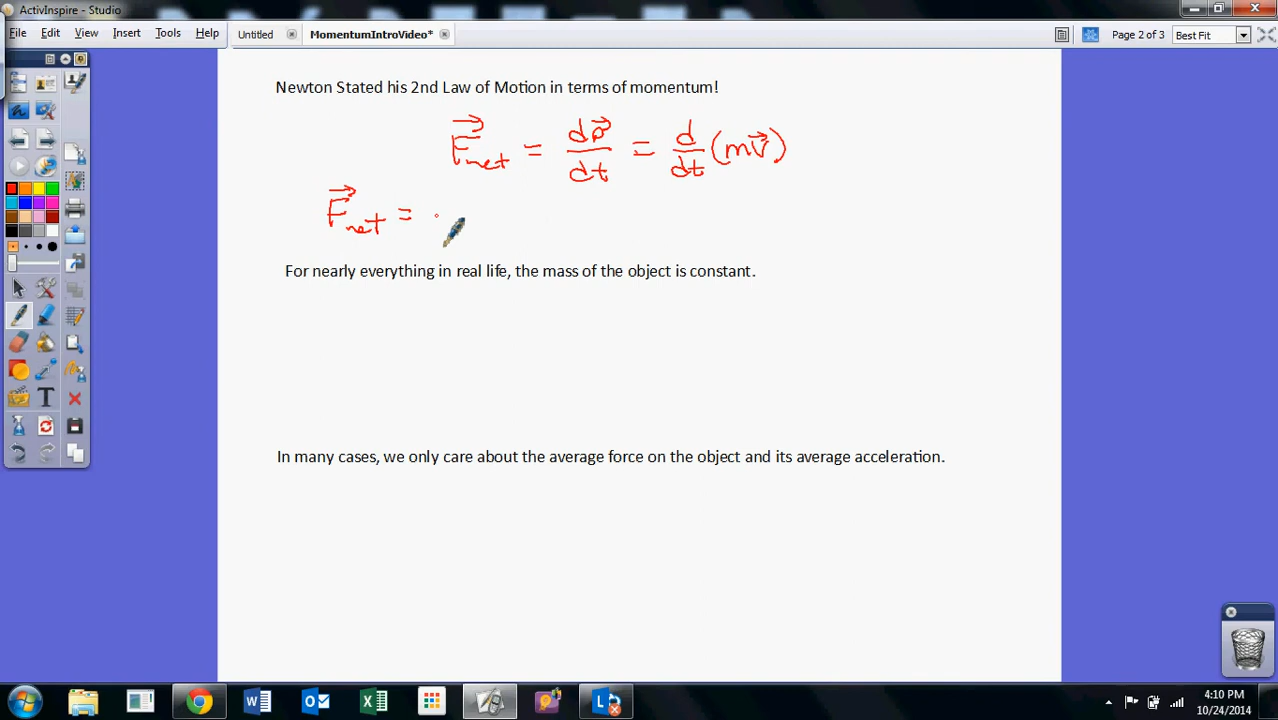 ActivInspire - Studio
File Edit View Insert Tools Help
Untitled
MomentumIntroVideo*
Page 2 of 3
Best Fit
Newton Stated his 2nd Law of Motion in terms of momentum!
F⃗net = dp⃗/dt = d/dt (mv⃗)
F⃗net =
For nearly everything in real life, the mass of the object is constant.
In many cases, we only care about the average force on the object and its average acceleration.
4:10 PM
10/24/2014